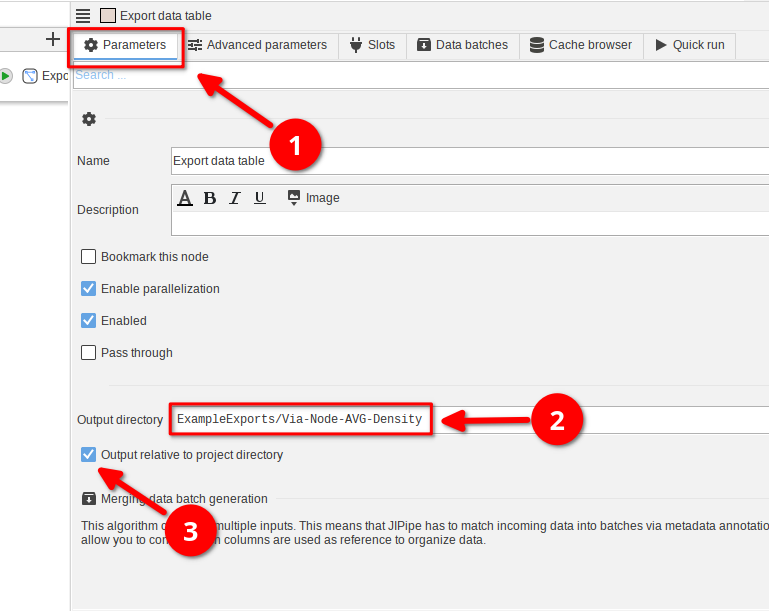 Export data table
Parameters Advanced parameters Slots Data batches Cache browser Quick run
Expo
Search ...
1
Name Export data table
A B I U Image
Description
Bookmark this node
Enable parallelization
Enabled
Pass through
Output directory ExampleExports/Via-Node-AVG-Density
2
Output relative to project directory
Merging data batch generation
3
This algorithm multiple inputs. This means that JIPipe has to match incoming data into batches via metadata annotatio
allow you to columns are used as reference to organize data.